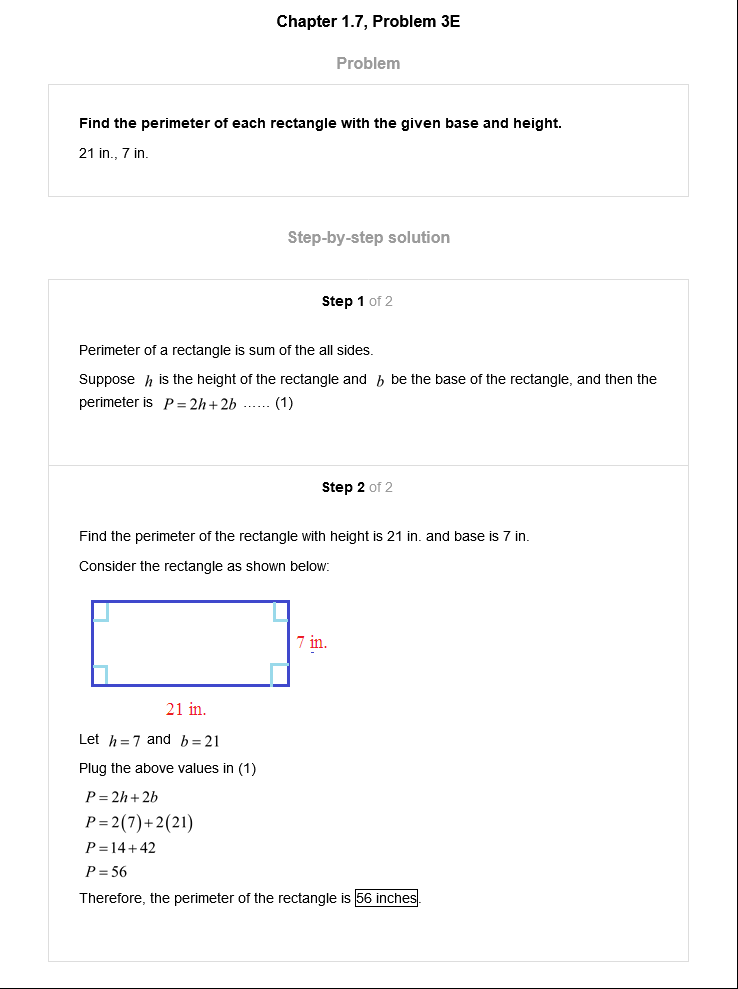 Chapter 1.7, Problem 3E
Problem
Find the perimeter of each rectangle with the given base and height.
21 in., 7 in.
Step-by-step solution
Step 1 of 2
Perimeter of a rectangle is sum of the all sides.
Suppose h is the height of the rectangle and b be the base of the rectangle, and then the
perimeter is P = 2h + 2b ...... (1)
Step 2 of 2
Find the perimeter of the rectangle with height is 21 in. and base is 7 in.
Consider the rectangle as shown below:
7 in.
21 in.
Let h = 7 and b = 21
Plug the above values in (1)
P = 2h + 2b
P = 2(7) + 2(21)
P = 14 + 42
P = 56
Therefore, the perimeter of the rectangle is 56 inches.